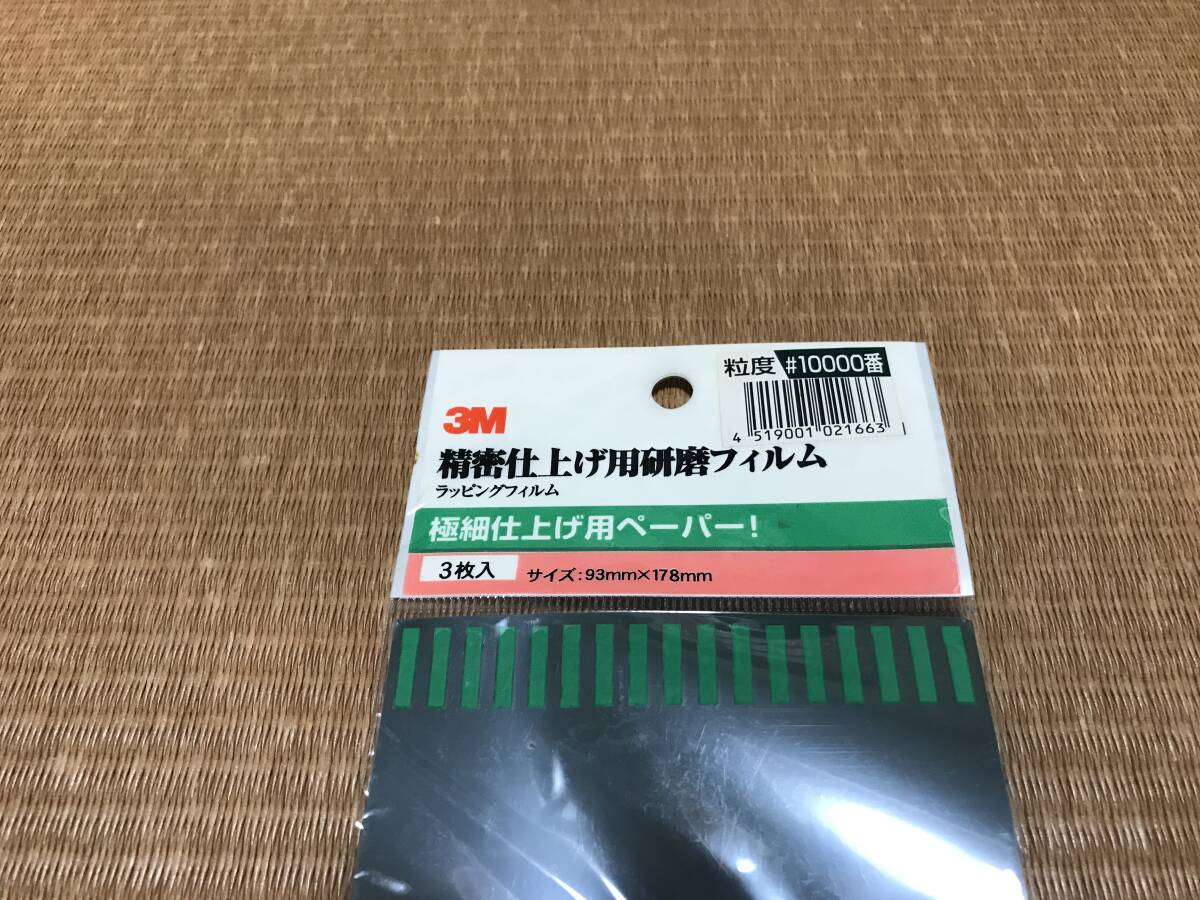 粒度 #10000番
4 519001 021663
3M
精密仕上げ用研磨フィルム
ラッピングフィルム
極細仕上げ用ペーパー!
3枚入 サイズ:93mm×178mm